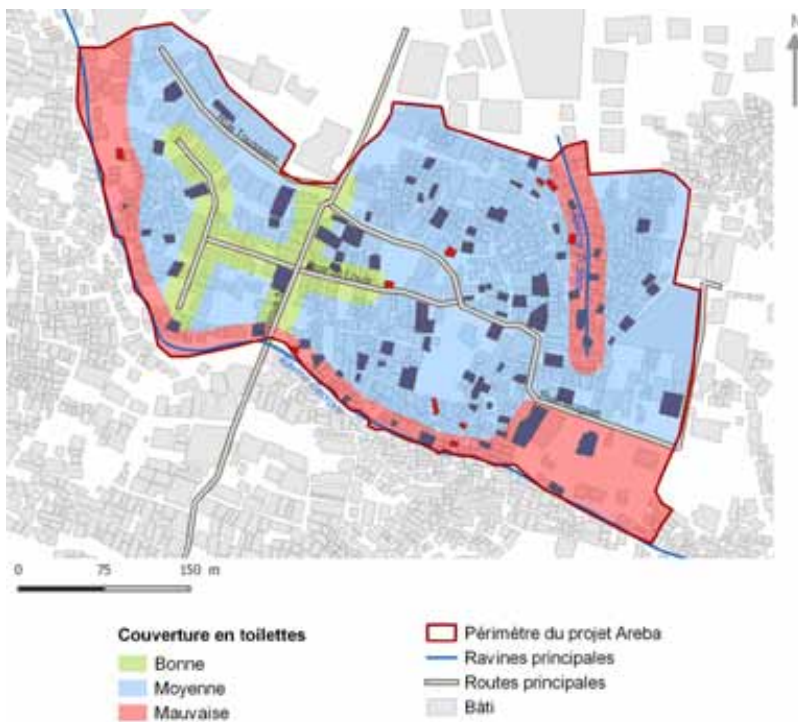 N
0 75 150 m
Couverture en toilettes
Bonne
Moyenne
Mauvaise
Périmètre du projet Areba
Ravines principales
Routes principales
Bâti